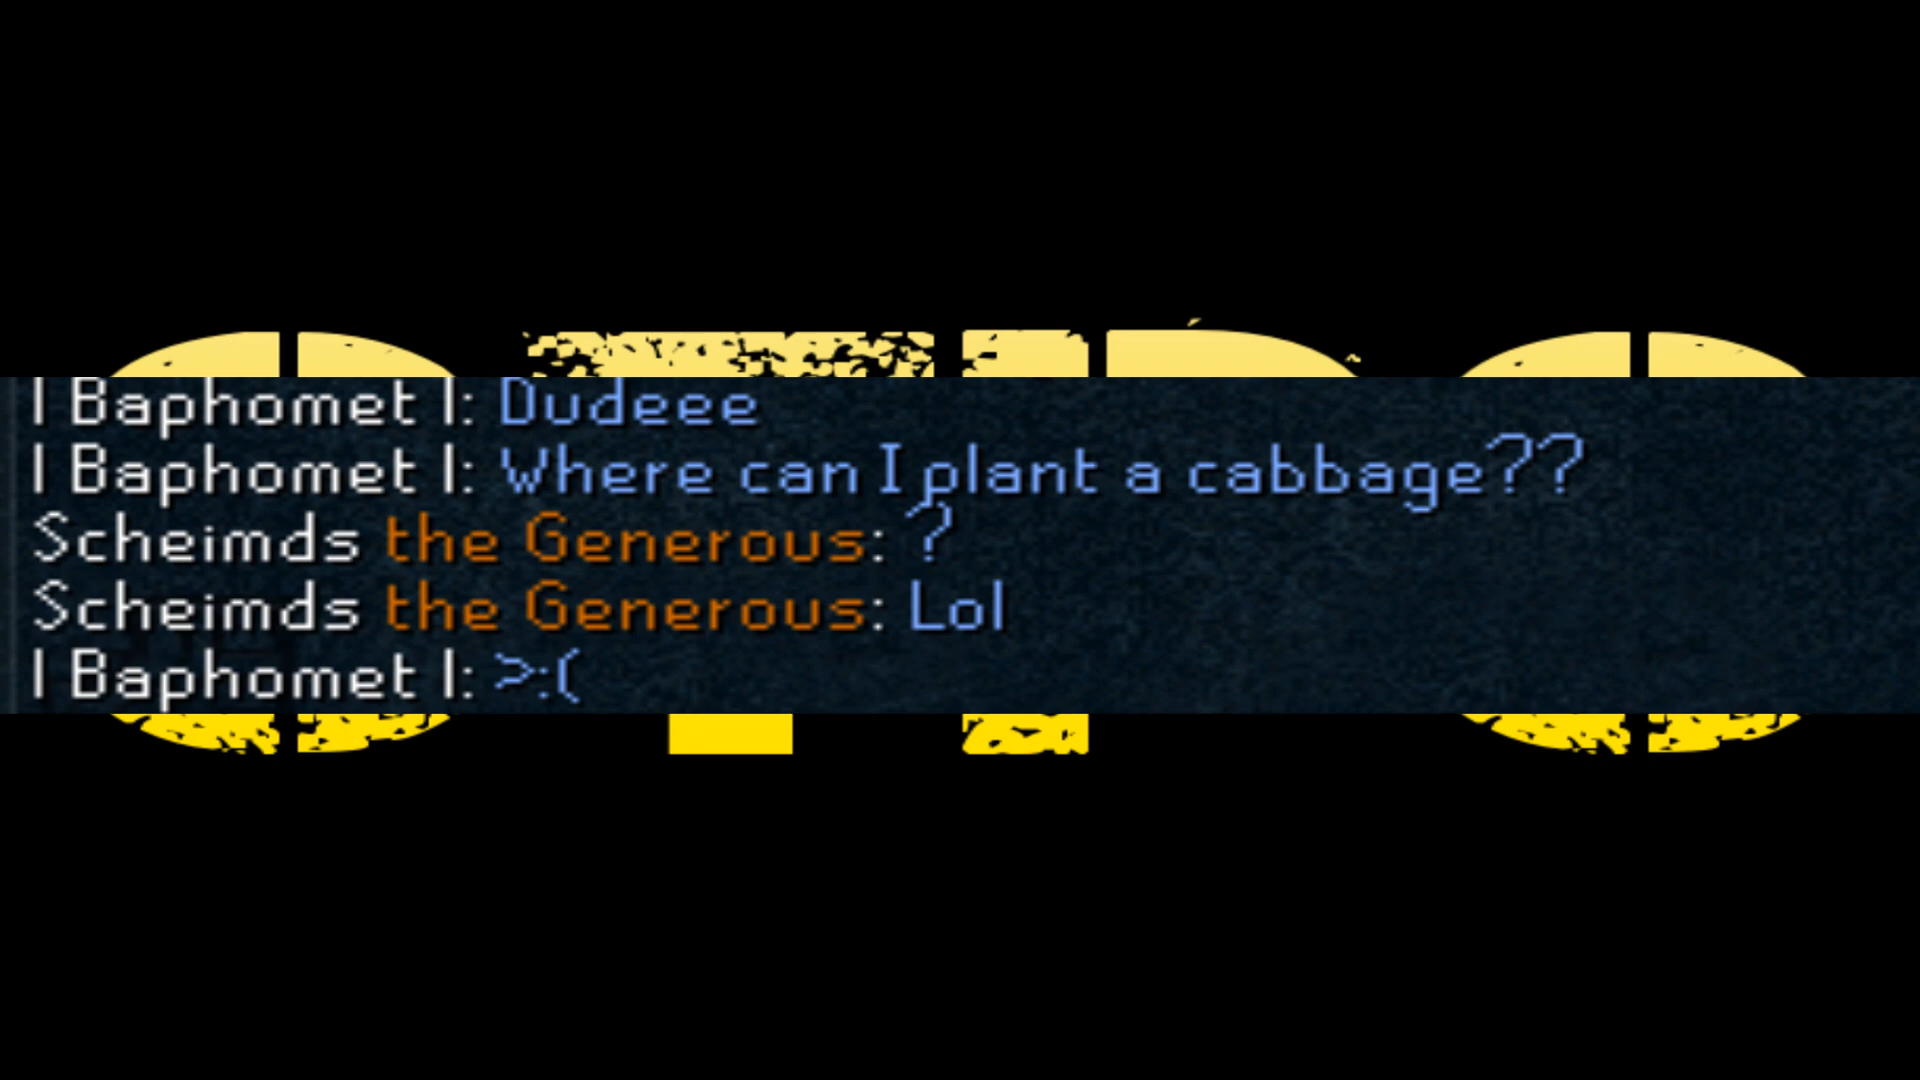 I Baphomet I: Dudeee
I Baphomet I: Where can I plant a cabbage??
Scheimds the Generous: ?
Scheimds the Generous: Lol
I Baphomet I: >:(